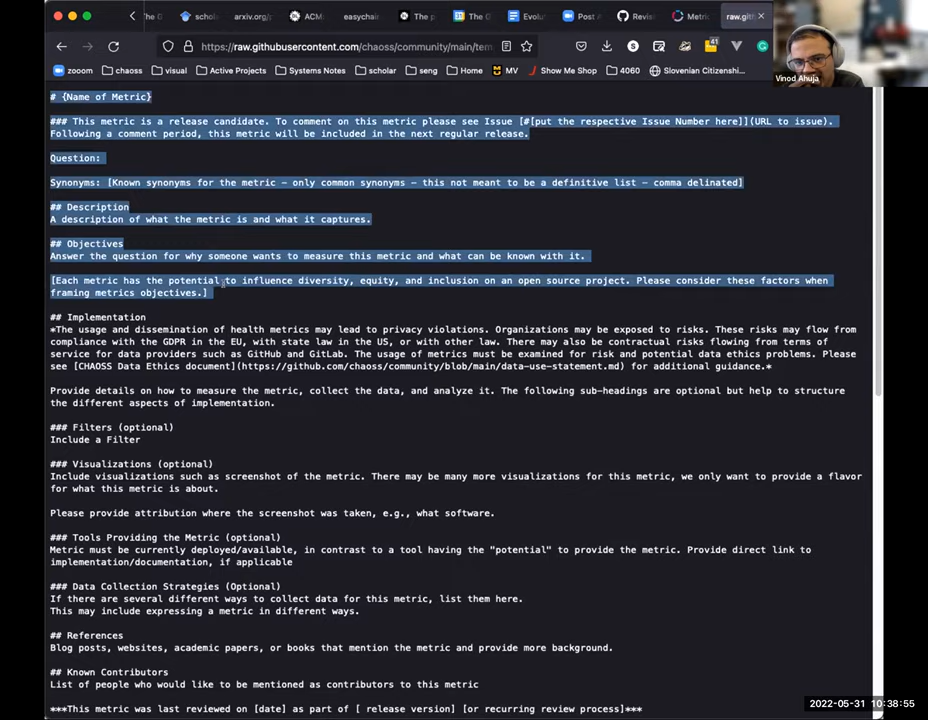 The G
schola
arxiv.org/
ACM
easychair
The p
The G
Evolut
Post #
Revisi
Metric
raw.gith
https://raw.githubusercontent.com/chaoss/community/main/tem
41
zooom
chaoss
visual
Active Projects
Systems Notes
scholar
seng
Home
MV
Show Me Shop
4060
Slovenian Citizenshi
Vinod Ahuja
# {Name of Metric}
### This metric is a release candidate. To comment on this metric please see Issue [#[put the respective Issue Number here]](URL to issue).
Following a comment period, this metric will be included in the next regular release.
Question:
Synonyms: [Known synonyms for the metric - only common synonyms - this not meant to be a definitive list - comma delinated]
## Description
A description of what the metric is and what it captures.
## Objectives
Answer the question for why someone wants to measure this metric and what can be known with it.
[Each metric has the potential to influence diversity, equity, and inclusion on an open source project. Please consider these factors when
framing metrics objectives.]
## Implementation
*The usage and dissemination of health metrics may lead to privacy violations. Organizations may be exposed to risks. These risks may flow from
compliance with the GDPR in the EU, with state law in the US, or with other law. There may also be contractual risks flowing from terms of
service for data providers such as GitHub and GitLab. The usage of metrics must be examined for risk and potential data ethics problems. Please
see [CHAOSS Data Ethics document](https://github.com/chaoss/community/blob/main/data-use-statement.md) for additional guidance.*
Provide details on how to measure the metric, collect the data, and analyze it. The following sub-headings are optional but help to structure
the different aspects of implementation.
### Filters (optional)
Include a Filter
### Visualizations (optional)
Include visualizations such as screenshot of the metric. There may be many more visualizations for this metric, we only want to provide a flavor
for what this metric is about.
Please provide attribution where the screenshot was taken, e.g., what software.
### Tools Providing the Metric (optional)
Metric must be currently deployed/available, in contrast to a tool having the "potential" to provide the metric. Provide direct link to
implementation/documentation, if applicable
### Data Collection Strategies (Optional)
If there are several different ways to collect data for this metric, list them here.
This may include expressing a metric in different ways.
## References
Blog posts, websites, academic papers, or books that mention the metric and provide more background.
## Known Contributors
List of people who would like to be mentioned as contributors to this metric
***This metric was last reviewed on [date] as part of [ release version] [or recurring review process]***
2022-05-31 10:38:55